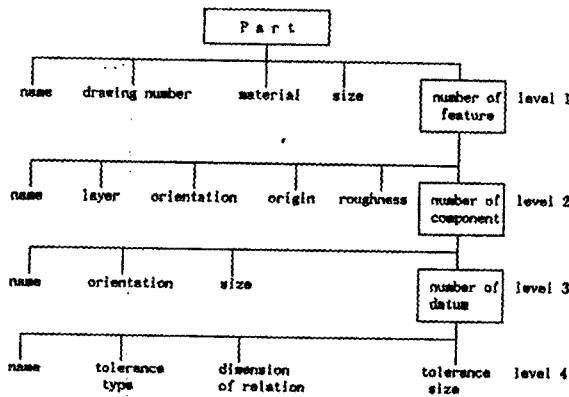 Part
name drawing number material size number of feature level 1
name layer orientation origin roughness number of component level 2
name orientation size number of datum level 3
name tolerance type dimension of relation tolerance size level 4